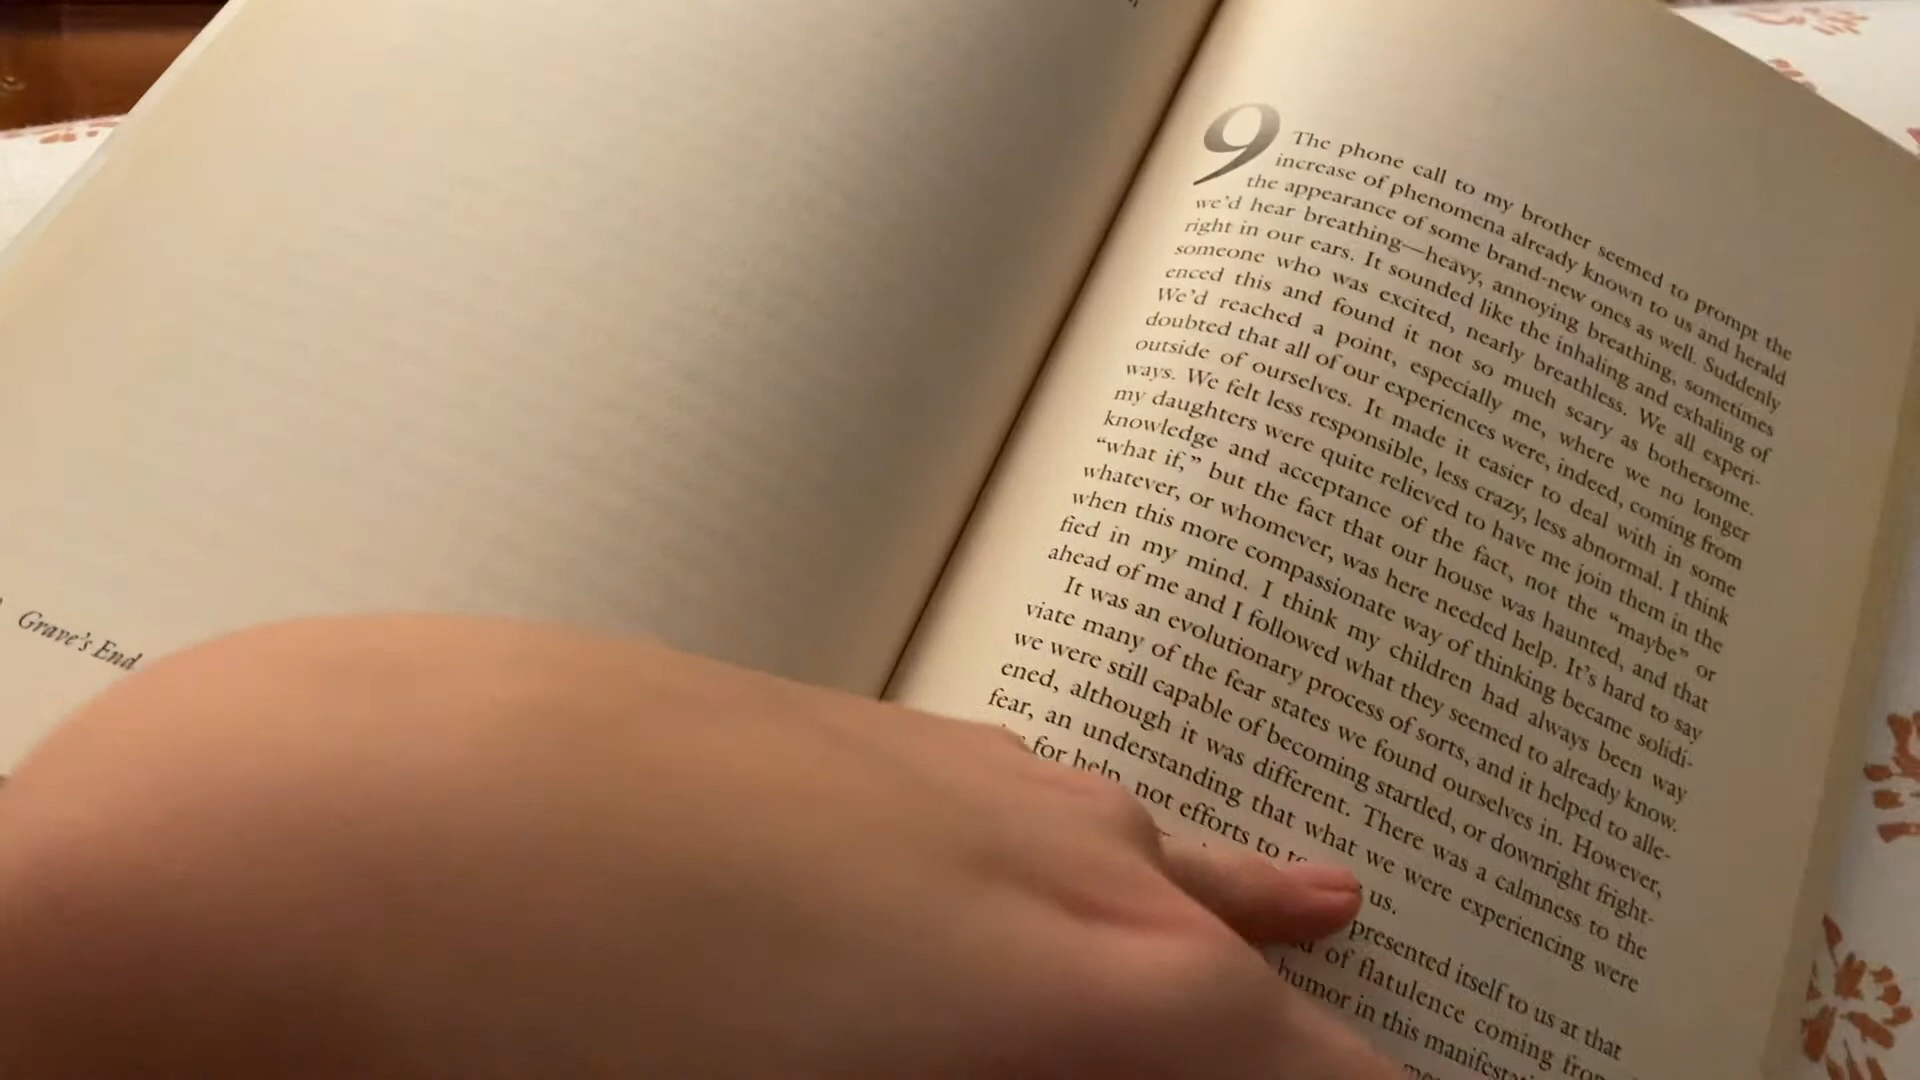 Grave's End
9
The phone call to my brother seemed to prompt the
increase of phenomena already known to us and herald
the appearance of some brand-new ones as well. Suddenly
we'd hear breathing—heavy, annoying breathing, sometimes
right in our ears. It sounded like the inhaling and exhaling of
someone who was excited, nearly breathless. We all experi-
enced this and found it not so much scary as bothersome.
We'd reached a point, especially me, where we no longer
doubted that all of our experiences were, indeed, coming from
outside of ourselves. It made it easier to deal with in some
ways. We felt less responsible, less crazy, less abnormal. I think
my daughters were quite relieved to have me join them in the
knowledge and acceptance of the fact, not the “maybe” or
“what if,” but the fact that our house was haunted, and that
whatever, or whomever, was here needed help. It's hard to say
when this more compassionate way of thinking became solidi-
fied in my mind. I think my children had always been way
ahead of me and I followed what they seemed to already know.
It was an evolutionary process of sorts, and it helped to alle-
viate many of the fear states we found ourselves in. However,
we were still capable of becoming startled, or downright fright-
ened, although it was different. There was a calmness to the
fear, an understanding that what we were experiencing were
for help, not efforts to us.
presented itself to us at that
of flatulence coming from
humor in this